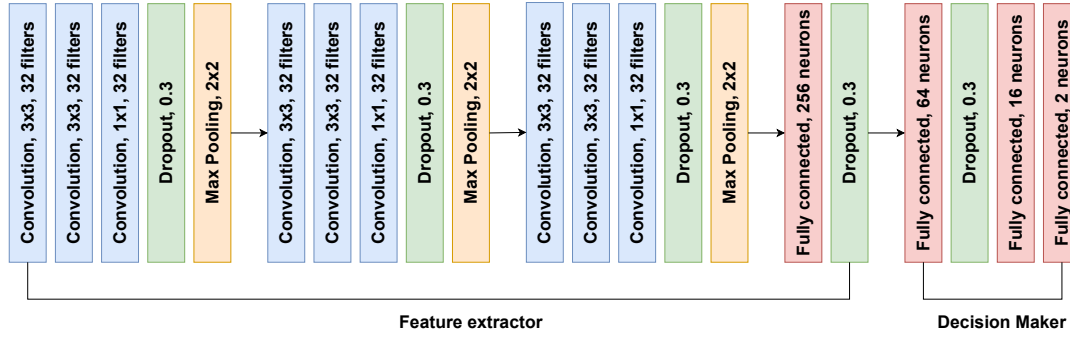 Convolution, 3x3, 32 filters
Convolution, 3x3, 32 filters
Convolution, 1x1, 32 filters
Dropout, 0.3
Max Pooling, 2x2
Convolution, 3x3, 32 filters
Convolution, 3x3, 32 filters
Convolution, 1x1, 32 filters
Dropout, 0.3
Max Pooling, 2x2
Convolution, 3x3, 32 filters
Convolution, 3x3, 32 filters
Convolution, 1x1, 32 filters
Dropout, 0.3
Max Pooling, 2x2
Fully connected, 256 neurons
Dropout, 0.3
Fully connected, 64 neurons
Dropout, 0.3
Fully connected, 16 neurons
Fully connected, 2 neurons
Feature extractor
Decision Maker